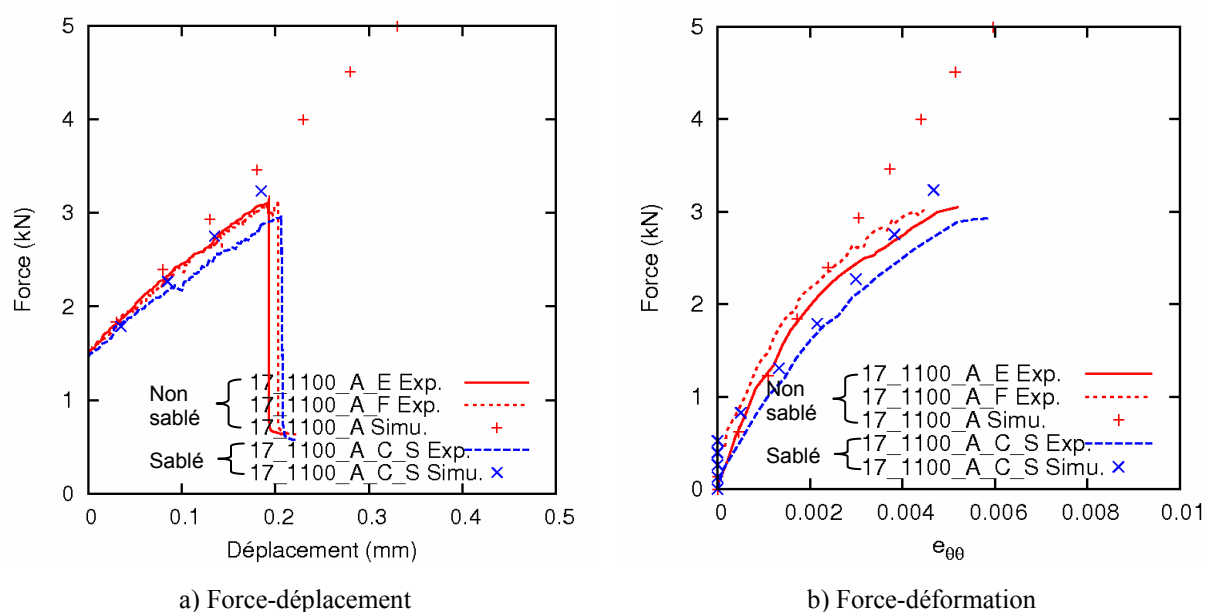 5
4
3
2
1
0
Force (kN)
0
0.1
0.2
0.3
0.4
0.5
Déplacement (mm)
Non
sablé
Sablé
17_1100_A_E Exp.
17_1100_A_F Exp.
17_1100_A Simu.
17_1100_A_C_S Exp.
17_1100_A_C_S Simu.
a) Force-déplacement
5
4
3
2
1
0
Force (kN)
0
0.002
0.004
0.006
0.008
0.01
eθθ
Non
sablé
Sablé
17_1100_A_E Exp.
17_1100_A_F Exp.
17_1100_A Simu.
17_1100_A_C_S Exp.
17_1100_A_C_S Simu.
b) Force-déformation